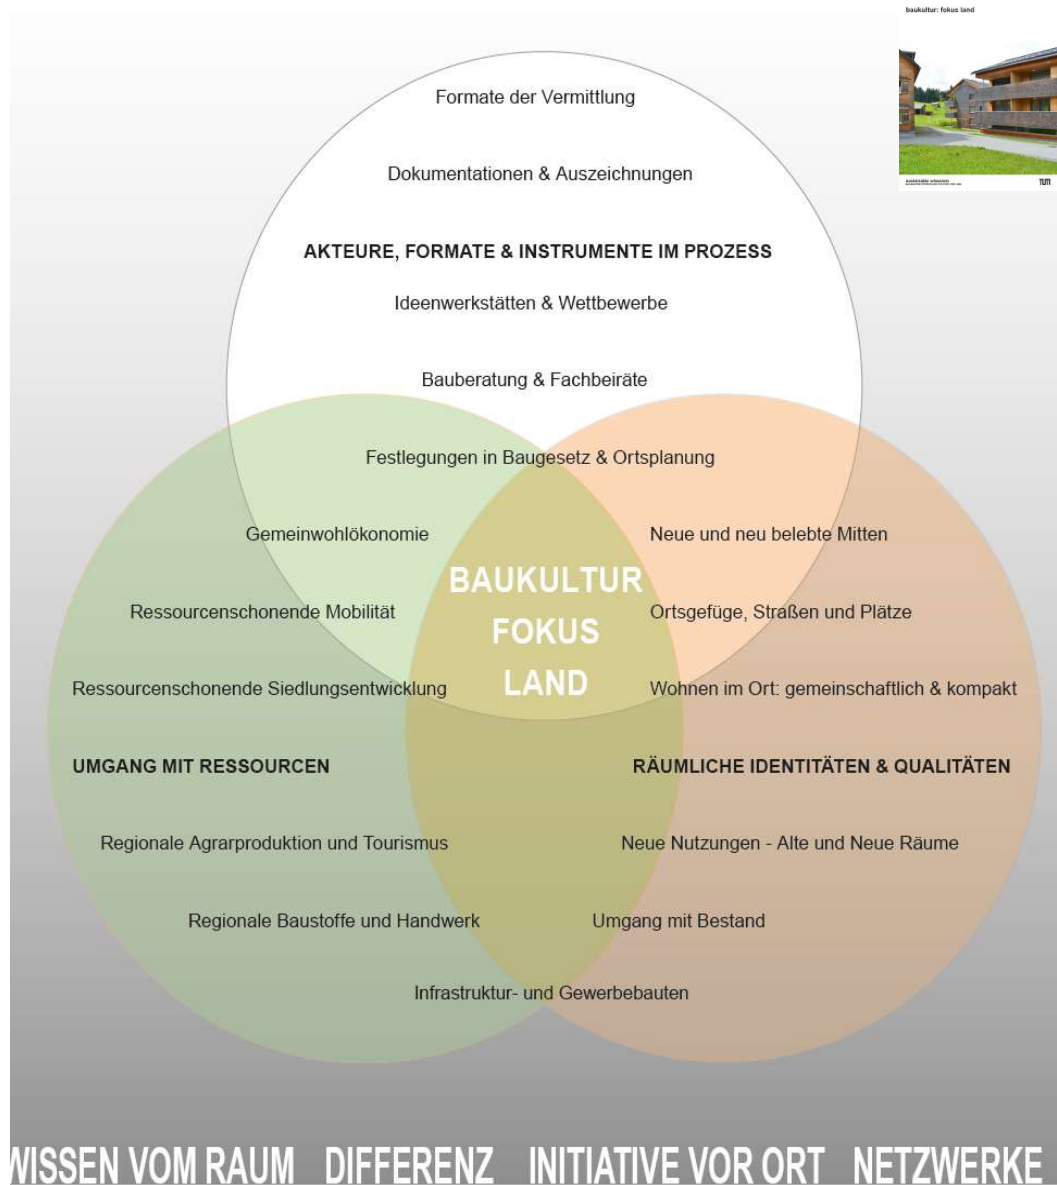 baukultur: fokus land
Formate der Vermittlung
Dokumentationen & Auszeichnungen
AKTEURE, FORMATE & INSTRUMENTE IM PROZESS
Ideenwerkstätten & Wettbewerbe
Bauberatung & Fachbeiräte
Festlegungen in Baugesetz & Ortsplanung
Gemeinwohlökonomie
Neue und neu belebte Mitten
BAUKULTUR
FOKUS
LAND
Ressourcenschonende Mobilität
Ortsgefüge, Straßen und Plätze
Ressourcenschonende Siedlungsentwicklung
Wohnen im Ort: gemeinschaftlich & kompakt
UMGANG MIT RESSOURCEN
RÄUMLICHE IDENTITÄTEN & QUALITÄTEN
Regionale Agrarproduktion und Tourismus
Neue Nutzungen - Alte und Neue Räume
Regionale Baustoffe und Handwerk
Umgang mit Bestand
Infrastruktur- und Gewerbebauten
WISSEN VOM RAUM DIFFERENZ INITIATIVE VOR ORT NETZWERKE
sustainable urbanism
TUM